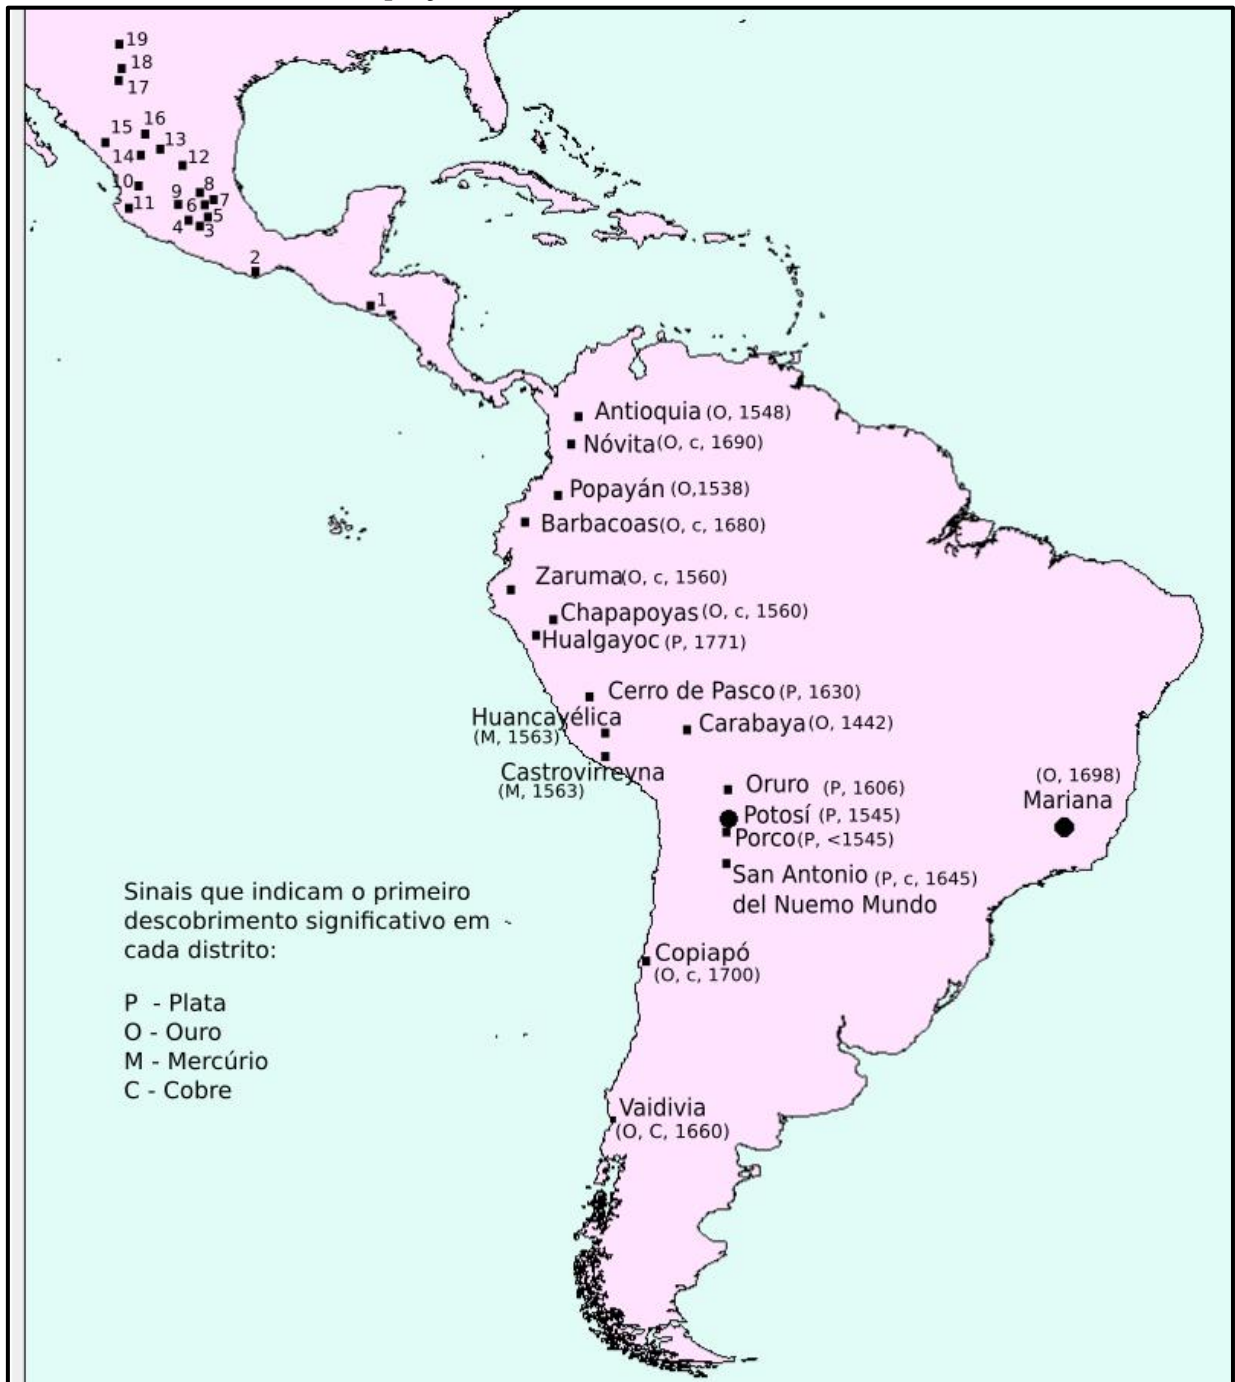 19
18
17
16
15
13
14
12
10
8
9
7
11
6
5
4
3
2
1
Antioquia (O, 1548)
Nóvita(O, c, 1690)
Popayán (O,1538)
Barbacoas(O, c, 1680)
Zaruma(O, c, 1560)
Chapapoyas(O, c, 1560)
Hualgayoc (P, 1771)
Cerro de Pasco (P, 1630)
Huancavélica
(M, 1563)
Carabaya(O, 1442)
Castrovirreyna
(M, 1563)
Oruro (P, 1606)
(O, 1698)
Mariana
Potosí (P, 1545)
Porco(P, <1545)
San Antonio (P, c, 1645)
del Nuemo Mundo
Sinais que indicam o primeiro
descobrimento significativo em
cada distrito:
P - Plata
O - Ouro
M - Mercúrio
C - Cobre
Copiapó
(O, c, 1700)
Vaidivia
(O, C, 1660)